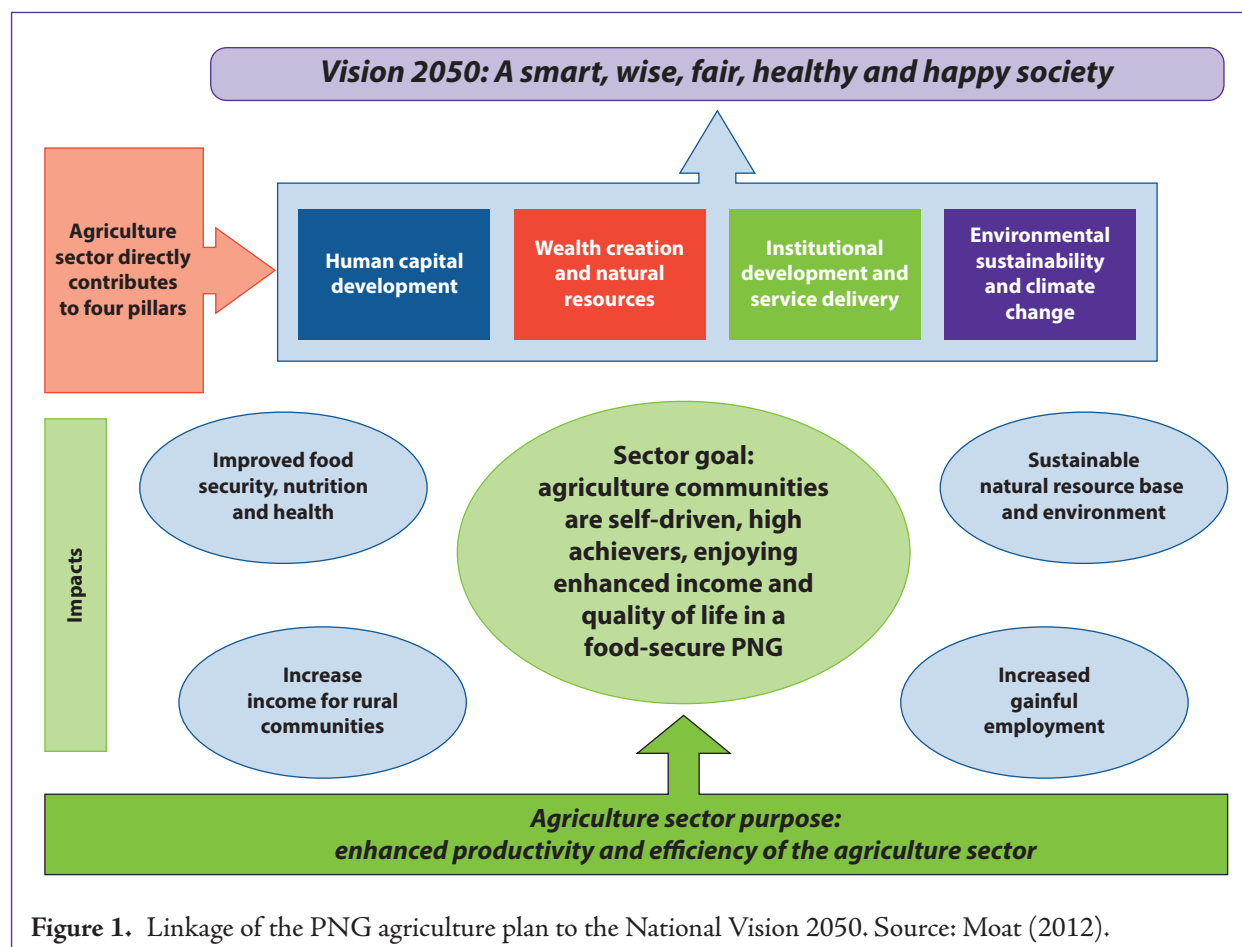 Vision 2050: A smart, wise, fair, healthy and happy society
Agriculture
sector directly
contributes
to four pillars
Human capital
development
Wealth creation
and natural
resources
Institutional
development and
service delivery
Environmental
sustainability
and climate
change
Impacts
Improved food
security, nutrition
and health
Sector goal:
agriculture communities
are self-driven, high
achievers, enjoying
enhanced income and
quality of life in a
food-secure PNG
Sustainable
natural resource base
and environment
Increase
income for rural
communities
Increased
gainful
employment
Agriculture sector purpose:
enhanced productivity and efficiency of the agriculture sector
Figure 1. Linkage of the PNG agriculture plan to the National Vision 2050. Source: Moat (2012).